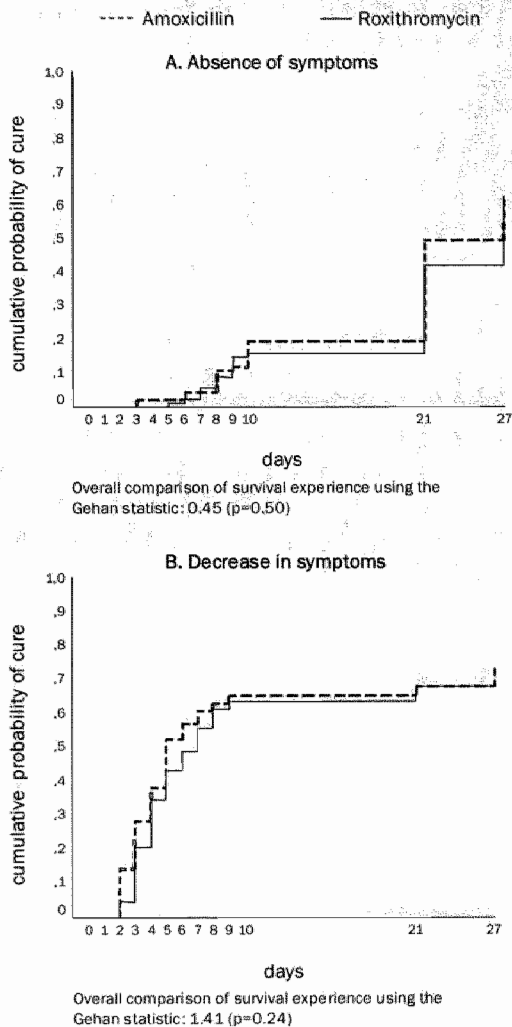 Amoxicillin Roxithromycin
A. Absence of symptoms
cumulative probability of cure
1,0
,9
,8
,7
,6
,5
,4
,3
,2
,1
0
0 1 2 3 4 5 6 7 8 9 10 21 27
days
Overall comparison of survival experience using the
Gehan statistic: 0.45 (p=0.50)
B. Decrease in symptoms
cumulative probability of cure
1,0
,9
,8
,7
,6
,5
,4
,3
,2
,1
0
0 1 2 3 4 5 6 7 8 9 10 21 27
days
Overall comparison of survival experience using the
Gehan statistic: 1.41 (p=0.24)